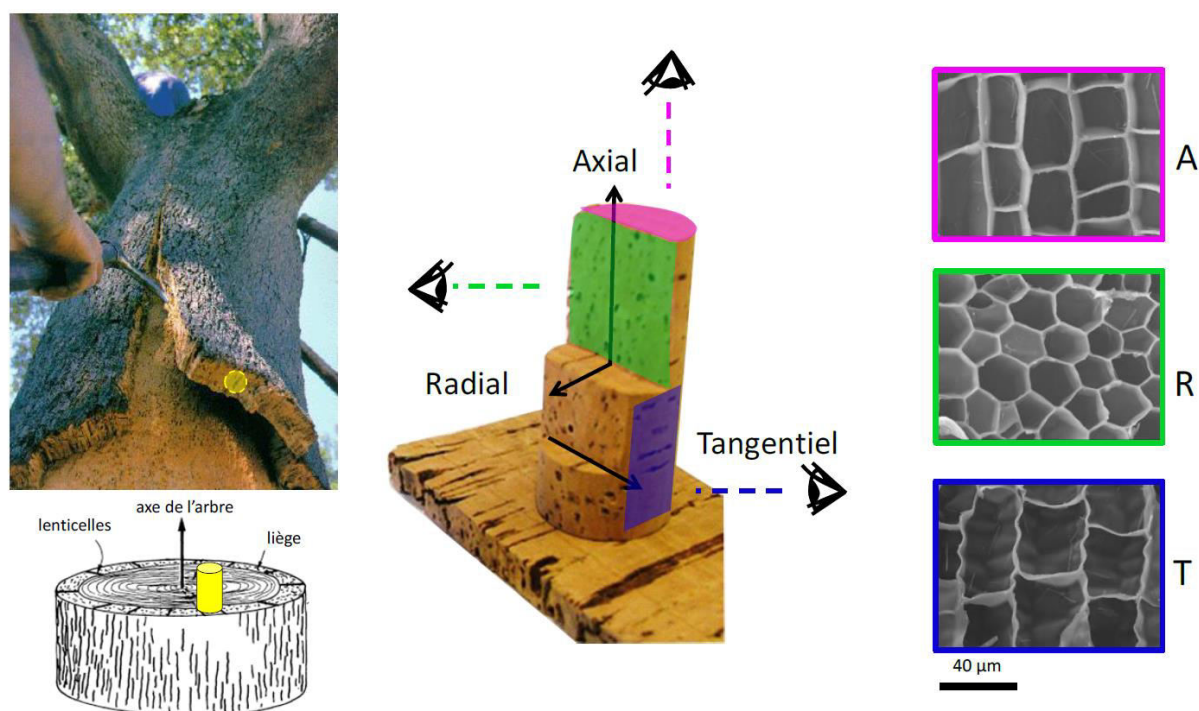 axe de l'arbre
lenticelles
liège
Axial
Radial
Tangentiel
A
R
T
40 µm